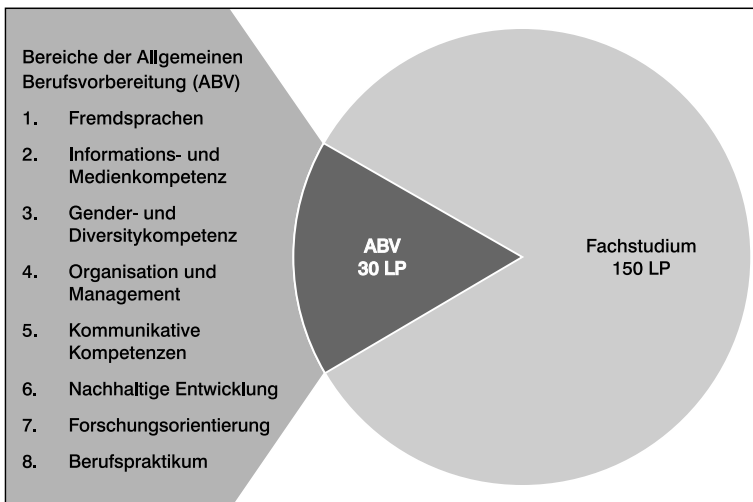 Bereiche der Allgemeinen
Berufsvorbereitung (ABV)
1. Fremdsprachen
2. Informations- und
Medienkompetenz
3. Gender- und
Diversitykompetenz
4. Organisation und
Management
5. Kommunikative
Kompetenzen
6. Nachhaltige Entwicklung
7. Forschungsorientierung
8. Berufspraktikum
ABV
30 LP
Fachstudium
150 LP